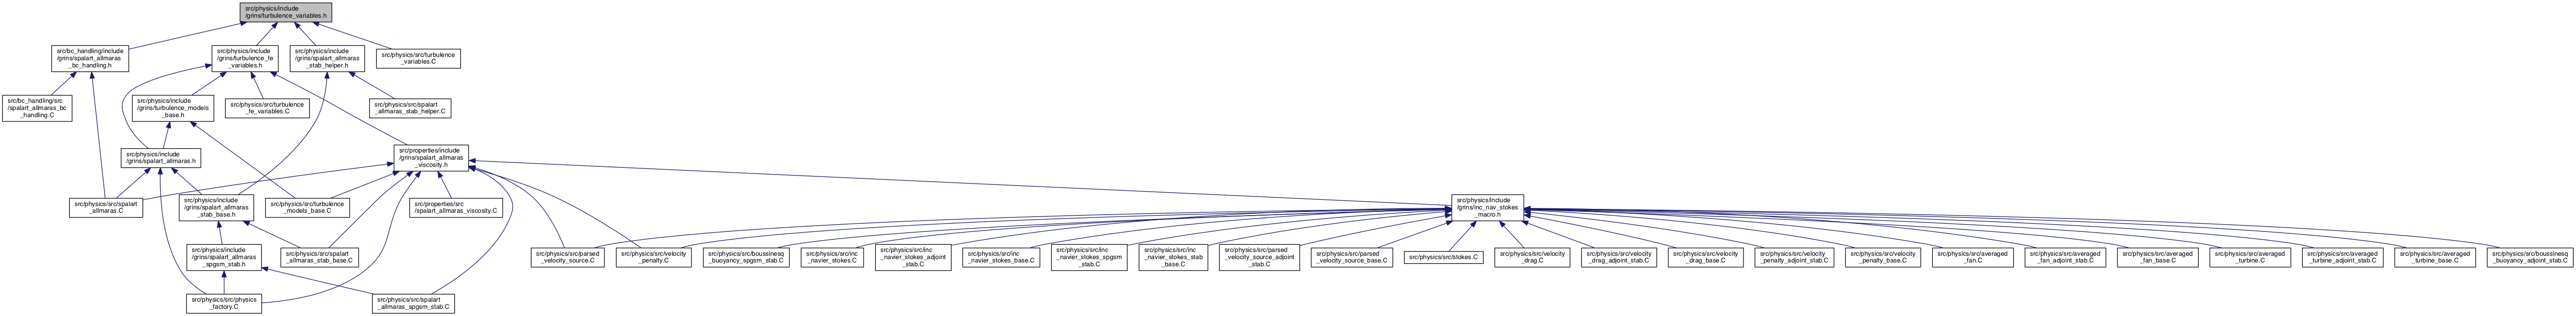 src/physics/include
/grins/turbulence_variables.h
src/bc_handling/include
/grins/spalart_allmaras
_bc_handling.h
src/physics/include
/grins/turbulence_fe
_variables.h
src/physics/include
/grins/spalart_allmaras
_stab_helper.h
src/physics/src/turbulence
_variables.C
src/bc_handling/src
/spalart_allmaras_bc
_handling.C
src/physics/include
/grins/turbulence_models
_base.h
src/physics/src/turbulence
_fe_variables.C
src/physics/src/spalart
_allmaras_stab_helper.C
src/physics/include
/grins/spalart_allmaras.h
src/properties/include
/grins/spalart_allmaras
_viscosity.h
src/physics/src/spalart
_allmaras.C
src/physics/include
/grins/spalart_allmaras
_stab_base.h
src/physics/src/turbulence
_models_base.C
src/properties/src
/spalart_allmaras_viscosity.C
src/physics/include
/grins/inc_nav_stokes
_macro.h
src/physics/include
/grins/spalart_allmaras
_spgsm_stab.h
src/physics/src/spalart
_allmaras_stab_base.C
src/physics/src/parsed
_velocity_source.C
src/physics/src/velocity
_penalty.C
src/physics/src/boussinesq
_buoyancy_spgsm_stab.C
src/physics/src/inc
_navier_stokes.C
src/physics/src/inc
_navier_stokes_adjoint
_stab.C
src/physics/src/inc
_navier_stokes_base.C
src/physics/src/inc
_navier_stokes_spgsm
_stab.C
src/physics/src/inc
_navier_stokes_stab
_base.C
src/physics/src/parsed
_velocity_source_adjoint
_stab.C
src/physics/src/parsed
_velocity_source_base.C
src/physics/src/stokes.C
src/physics/src/velocity
_drag.C
src/physics/src/velocity
_drag_adjoint_stab.C
src/physics/src/velocity
_drag_base.C
src/physics/src/velocity
_penalty_adjoint_stab.C
src/physics/src/velocity
_penalty_base.C
src/physics/src/averaged
_fan.C
src/physics/src/averaged
_fan_adjoint_stab.C
src/physics/src/averaged
_fan_base.C
src/physics/src/averaged
_turbine.C
src/physics/src/averaged
_turbine_adjoint_stab.C
src/physics/src/averaged
_turbine_base.C
src/physics/src/boussinesq
_buoyancy_adjoint_stab.C
src/physics/src/physics
_factory.C
src/physics/src/spalart
_allmaras_spgsm_stab.C